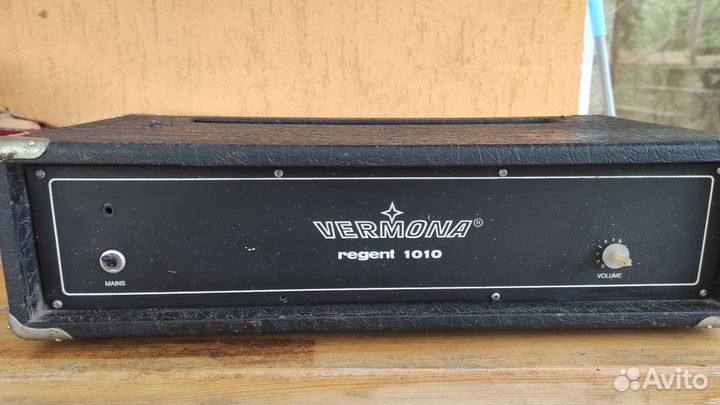 VERMONA®
regent 1010
MAINS
VOLUME
Avito